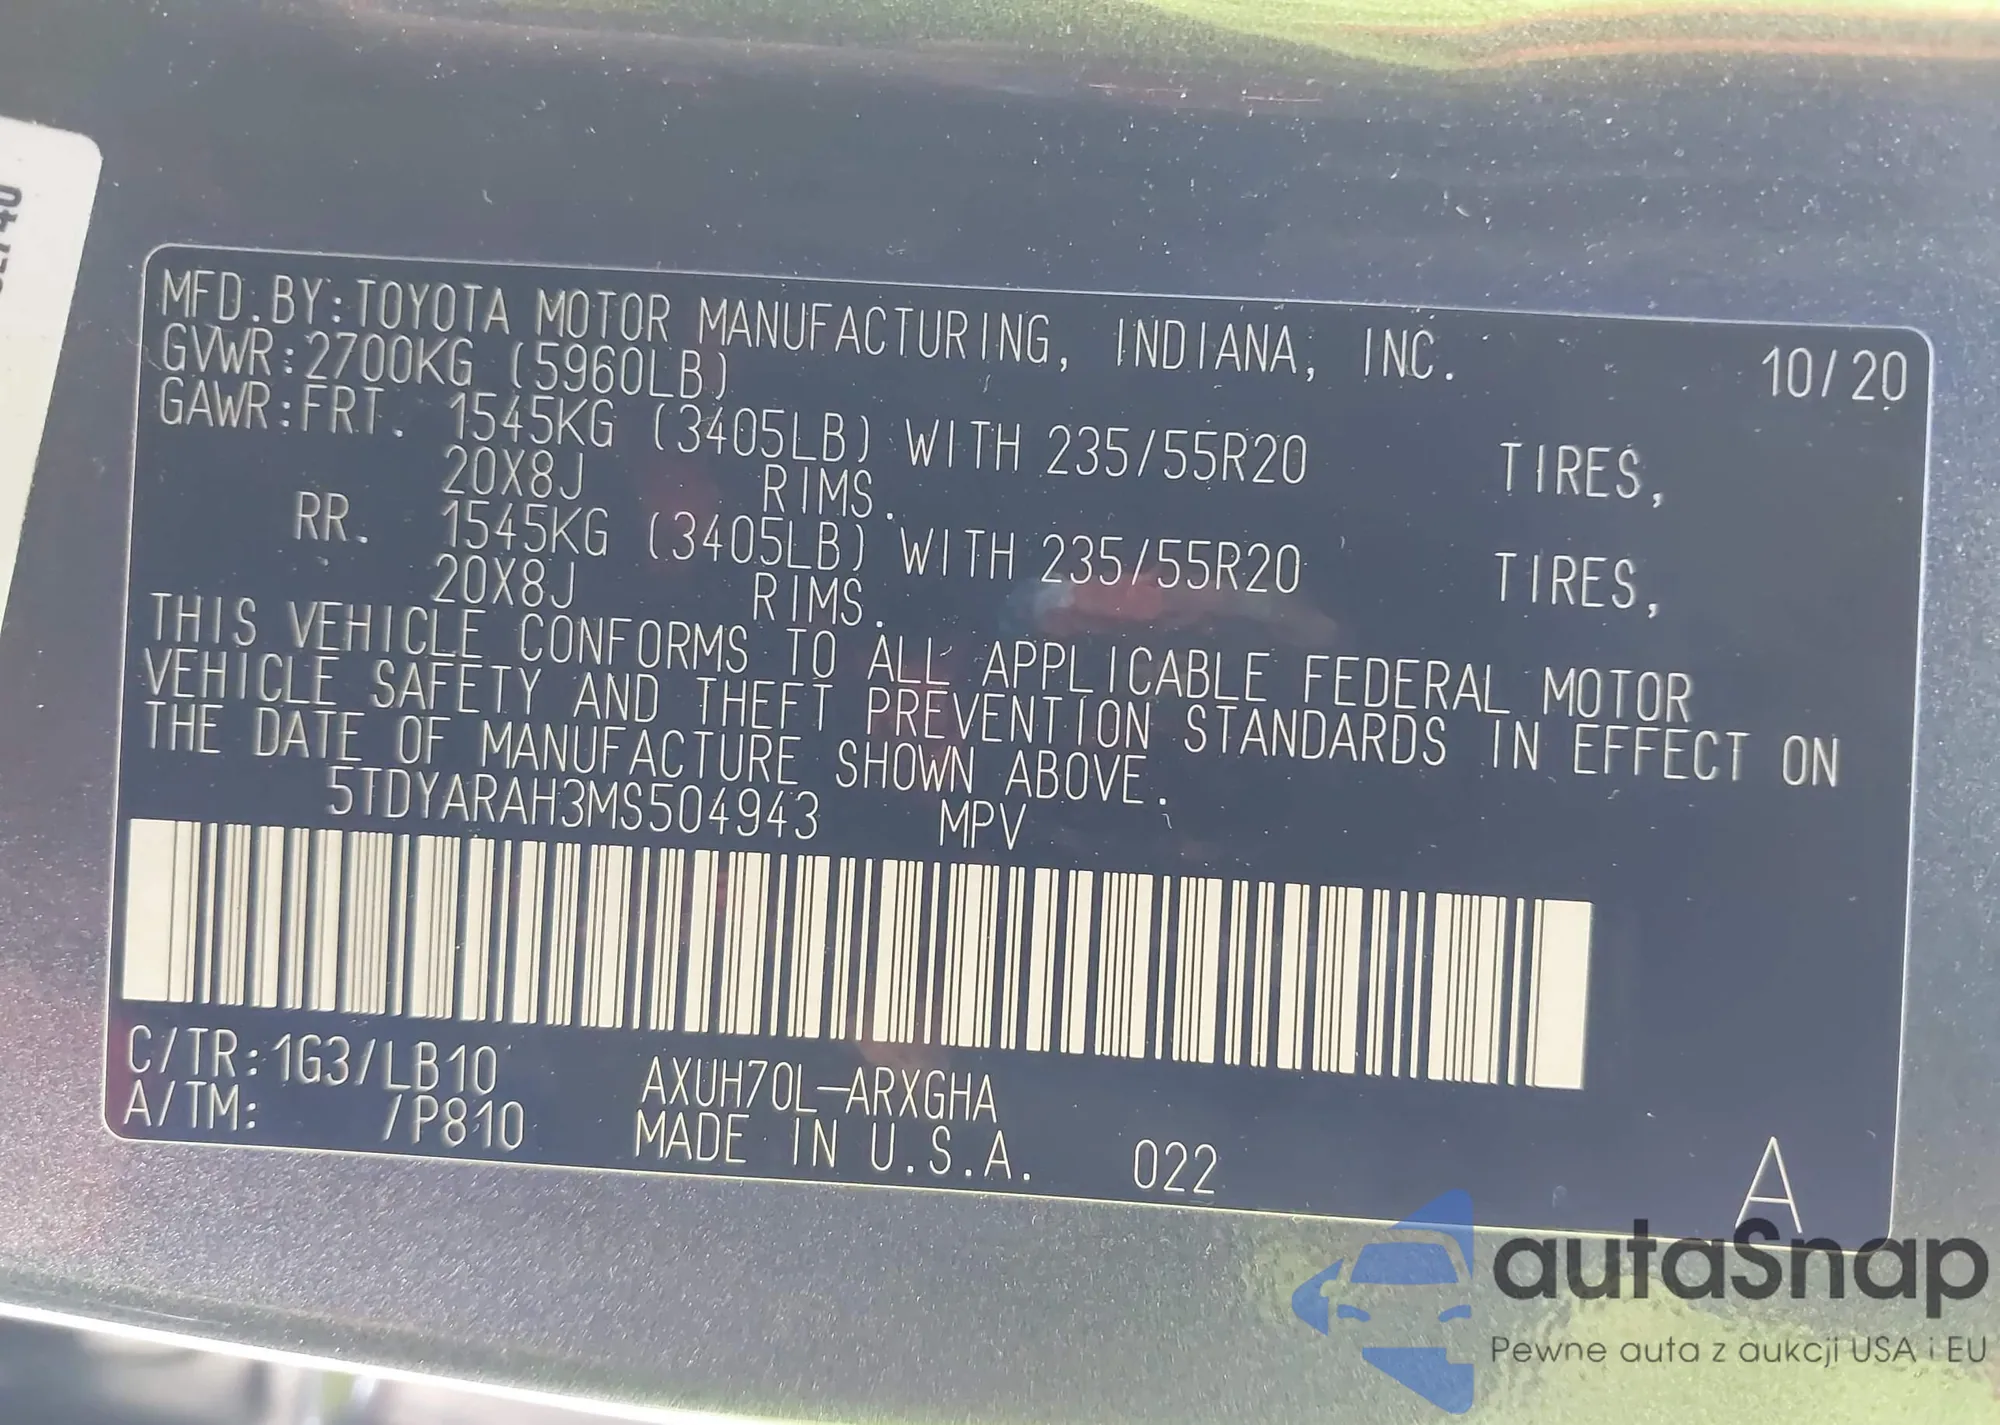 MFD.BY:TOYOTA MOTOR MANUFACTURING, INDIANA, INC. 10/20
GVWR:2700KG (5960LB)
GAWR:FRT. 1545KG (3405LB) WITH 235/55R20 TIRES,
20X8J RIMS.
RR. 1545KG (3405LB) WITH 235/55R20 TIRES,
20X8J RIMS.
THIS VEHICLE CONFORMS TO ALL APPLICABLE FEDERAL MOTOR
VEHICLE SAFETY AND THEFT PREVENTION STANDARDS IN EFFECT ON
THE DATE OF MANUFACTURE SHOWN ABOVE.
5TDYARAH3MS504943 MPV
C/TR:1G3/LB10 AXUH70L-ARXGHA
A/TM: /P810 MADE IN U.S.A. 022 A
autaSnap
Pewne auta z aukcji USA i EU